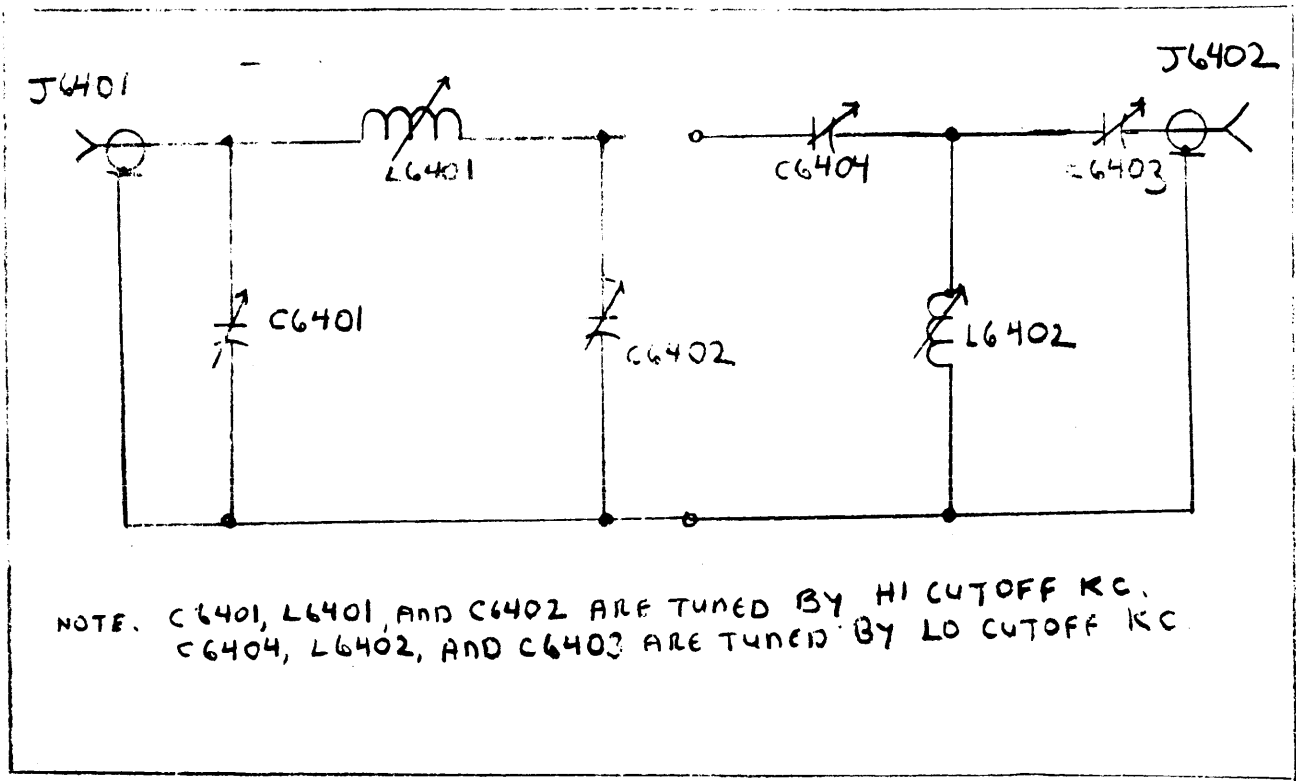 J6401
J6402
L6401
C6404
C6403
C6401
C6402
L6402
NOTE. C6401, L6401, AND C6402 ARE TUNED BY HI CUTOFF KC.
C6404, L6402, AND C6403 ARE TUNED BY LO CUTOFF KC